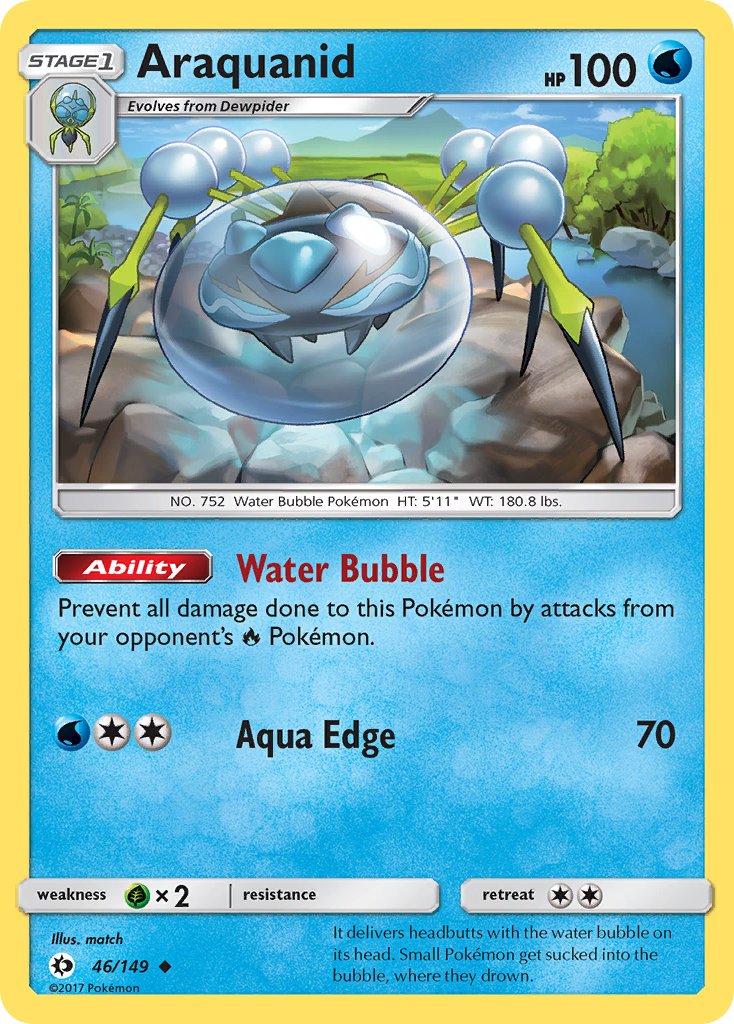 STAGE1
Araquanid
HP 100
Evolves from Dewpider
NO. 752 Water Bubble Pokémon HT: 5'11" WT: 180.8 lbs.
Ability Water Bubble
Prevent all damage done to this Pokémon by attacks from
your opponent's Pokémon.
Aqua Edge 70
weakness ×2 resistance retreat
Illus. match
46/149
©2017 Pokémon
It delivers headbutts with the water bubble on
its head. Small Pokémon get sucked into the
bubble, where they drown.